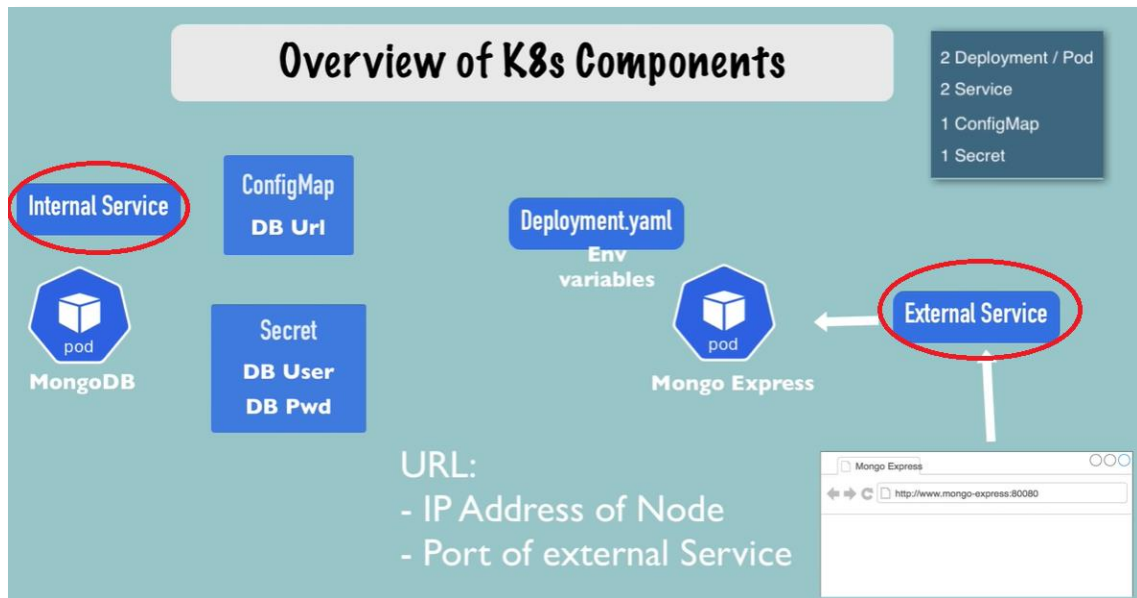 Overview of K8s Components
2 Deployment / Pod
2 Service
1 ConfigMap
1 Secret
Internal Service
ConfigMap
DB Url
Deployment.yaml
Env
variables
pod
MongoDB
Secret
DB User
DB Pwd
pod
Mongo Express
External Service
URL:
- IP Address of Node
- Port of external Service
Mongo Express
http://www.mongo-express:80080